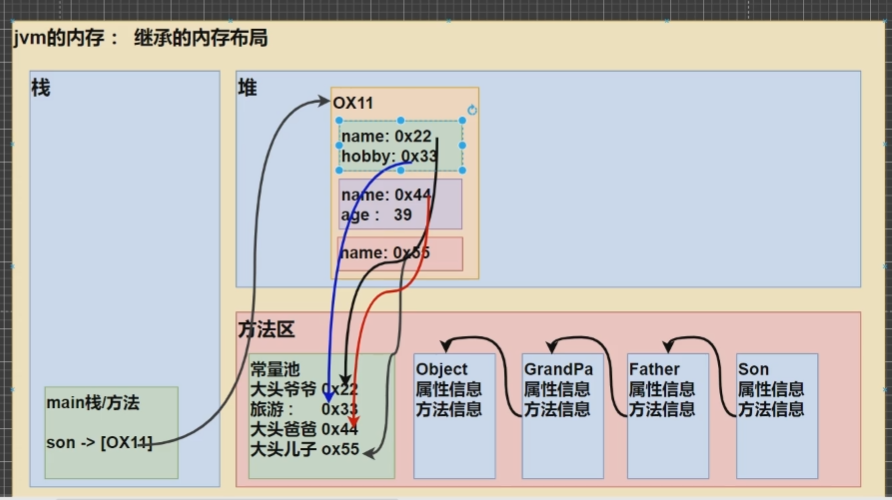 jvm的内存： 继承的内存布局
栈
堆
OX11
name: 0x22
hobby: 0x33
name: 0x44
age： 39
name: 0x55
main栈/方法
son -> [OX11]
方法区
常量池
大头爷爷 0x22
旅游： 0x33
大头爸爸 0x44
大头儿子 ox55
Object
属性信息
方法信息
GrandPa
属性信息
方法信息
Father
属性信息
方法信息
Son
属性信息
方法信息